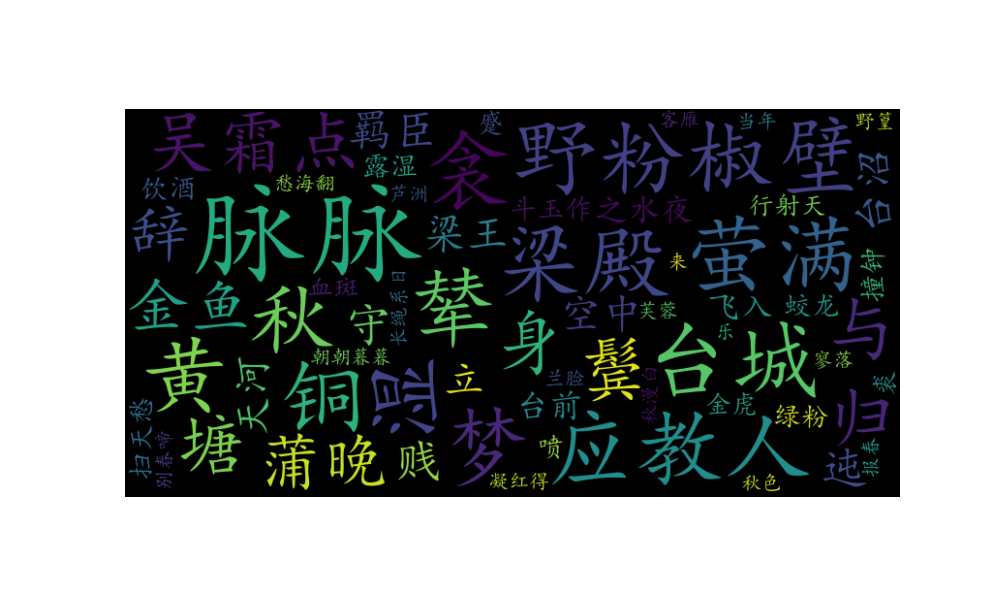 吴霜点
羁臣
蹙
衾
野粉椒壁
客雁
当年
野篁
露湿
愁海翻
饮酒
芦洲
台沼
辞
脉脉
梁王
斗玉作之水夜
行射天
梁殿
来
萤满
撞钟
金鱼
秋
血斑
长绳系日
辇
守
空中
芙蓉
飞入
蛟龙
与
身
乐
朝朝暮暮
黄
天河
铜
湿
立
兰脸
鬓
台城
寥落
裘
秋漫白
台前
金虎
绿粉
归
扫天愁
别春啼
塘
蒲晚
贱
梦
喷
应教人
迍
报春
凝红得
秋色